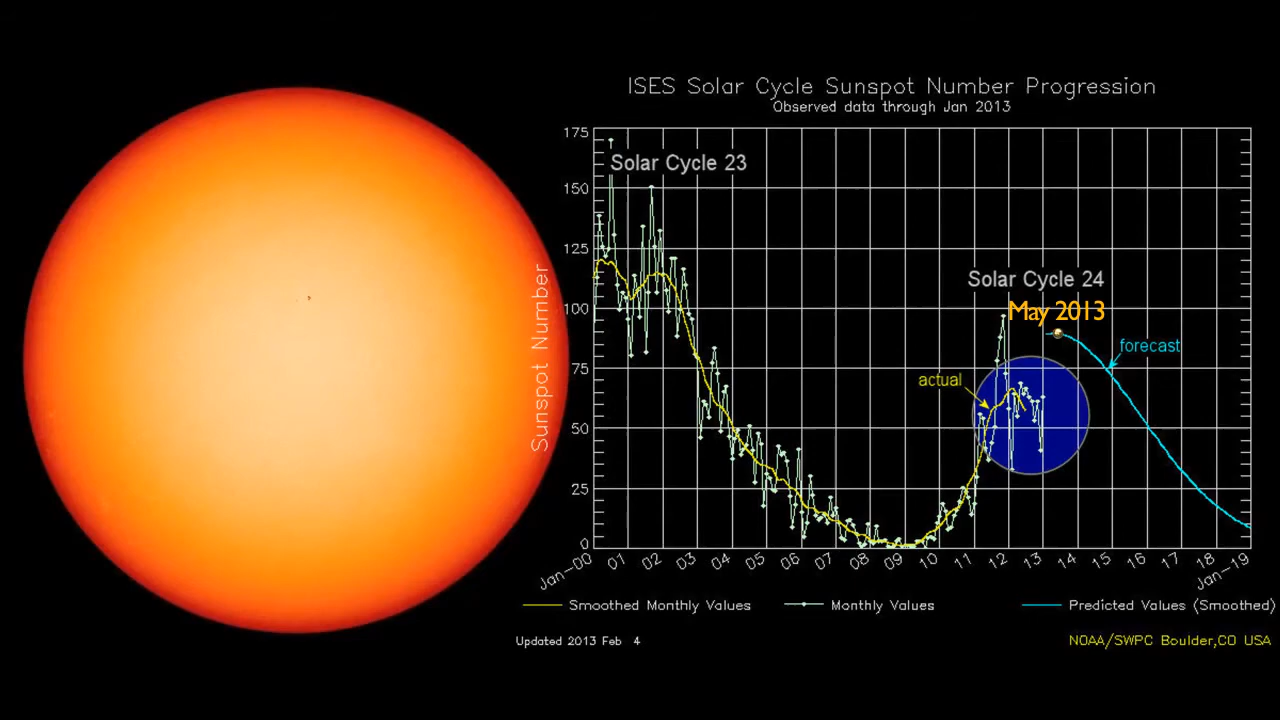 ISES Solar Cycle Sunspot Number Progression
Observed data through Jan 2013
175
150
125
100
75
50
25
0
Sunspot Number
Solar Cycle 23
Solar Cycle 24
May 2013
forecast
actual
Jan-00 01 02 03 04 05 06 07 08 09 10 11 12 13 14 15 16 17 18 Jan-19
Smoothed Monthly Values
Monthly Values
Predicted Values (Smoothed)
Updated 2013 Feb 4
NOAA/SWPC Boulder,CO USA